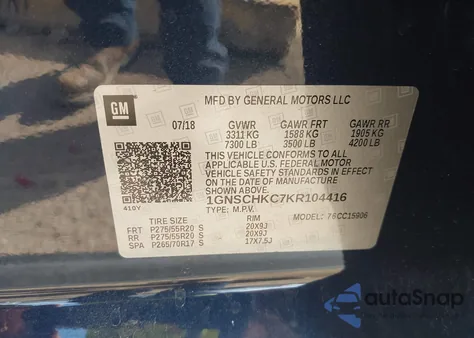 MFD BY GENERAL MOTORS LLC
GM
07/18 GVWR GAWR FRT GAWR RR
3311 KG 1588 KG 1905 KG
7300 LB 3500 LB 4200 LB
THIS VEHICLE CONFORMS TO ALL
APPLICABLE U.S. FEDERAL MOTOR
VEHICLE SAFETY STANDARDS IN EFFECT
ON THE DATE OF MANUFACTURE SHOWN
ABOVE.
1GNSCHKC7KR104416
410Y TYPE: M.P.V. MODEL: 76CC15906
TIRE SIZE RIM
FRT P275/55R20 S 20X9J
RR P275/55R20 S 20X9J
SPA P265/70R17 S 17X7.5J
autoSnap